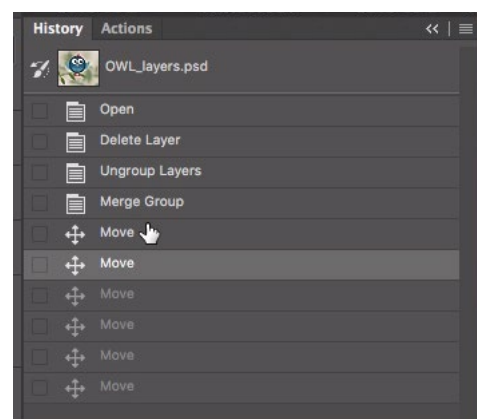 History Actions
OWL_layers.psd
Open
Delete Layer
Ungroup Layers
Merge Group
Move
Move
Move
Move
Move
Move